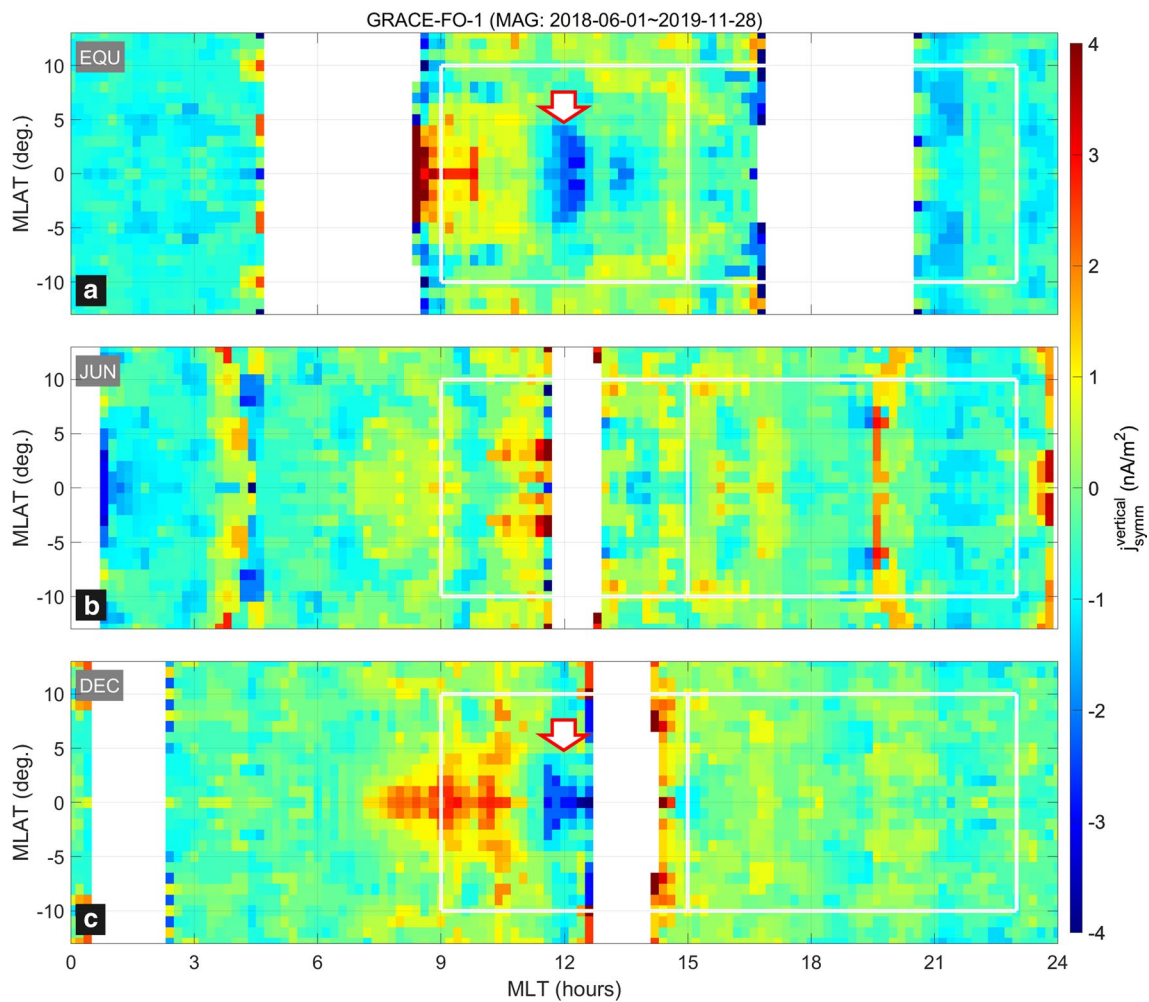 GRACE-FO-1 (MAG: 2018-06-01~2019-11-28)
EQU
10
5
0
-5
-10
MLAT (deg.)
a
JUN
10
5
0
-5
-10
MLAT (deg.)
b
DEC
10
5
0
-5
-10
MLAT (deg.)
c
0 3 6 9 12 15 18 21 24
MLT (hours)
4
3
2
1
0
-1
-2
-3
-4
j vertical symm (nA/m²)